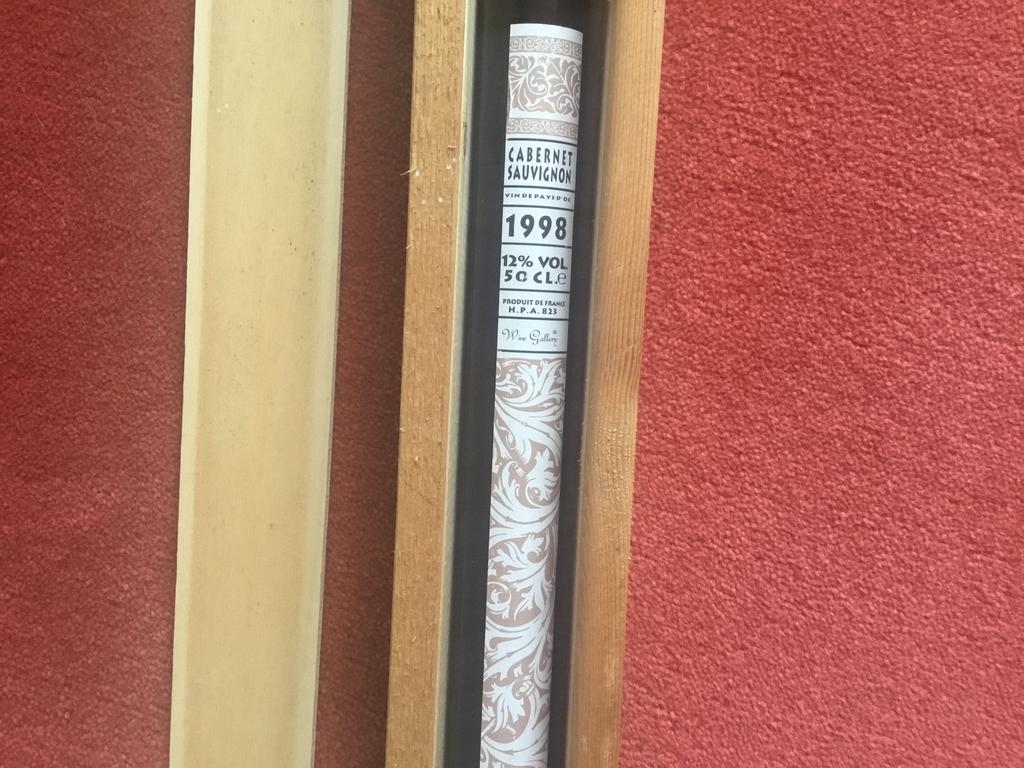 CABERNET
SAUVIGNON
VIN DE PAYS D'OC
1998
12% VOL.
50 CL.e
PRODUIT DE FRANCE
H.P.A. 823
Wine Gallery